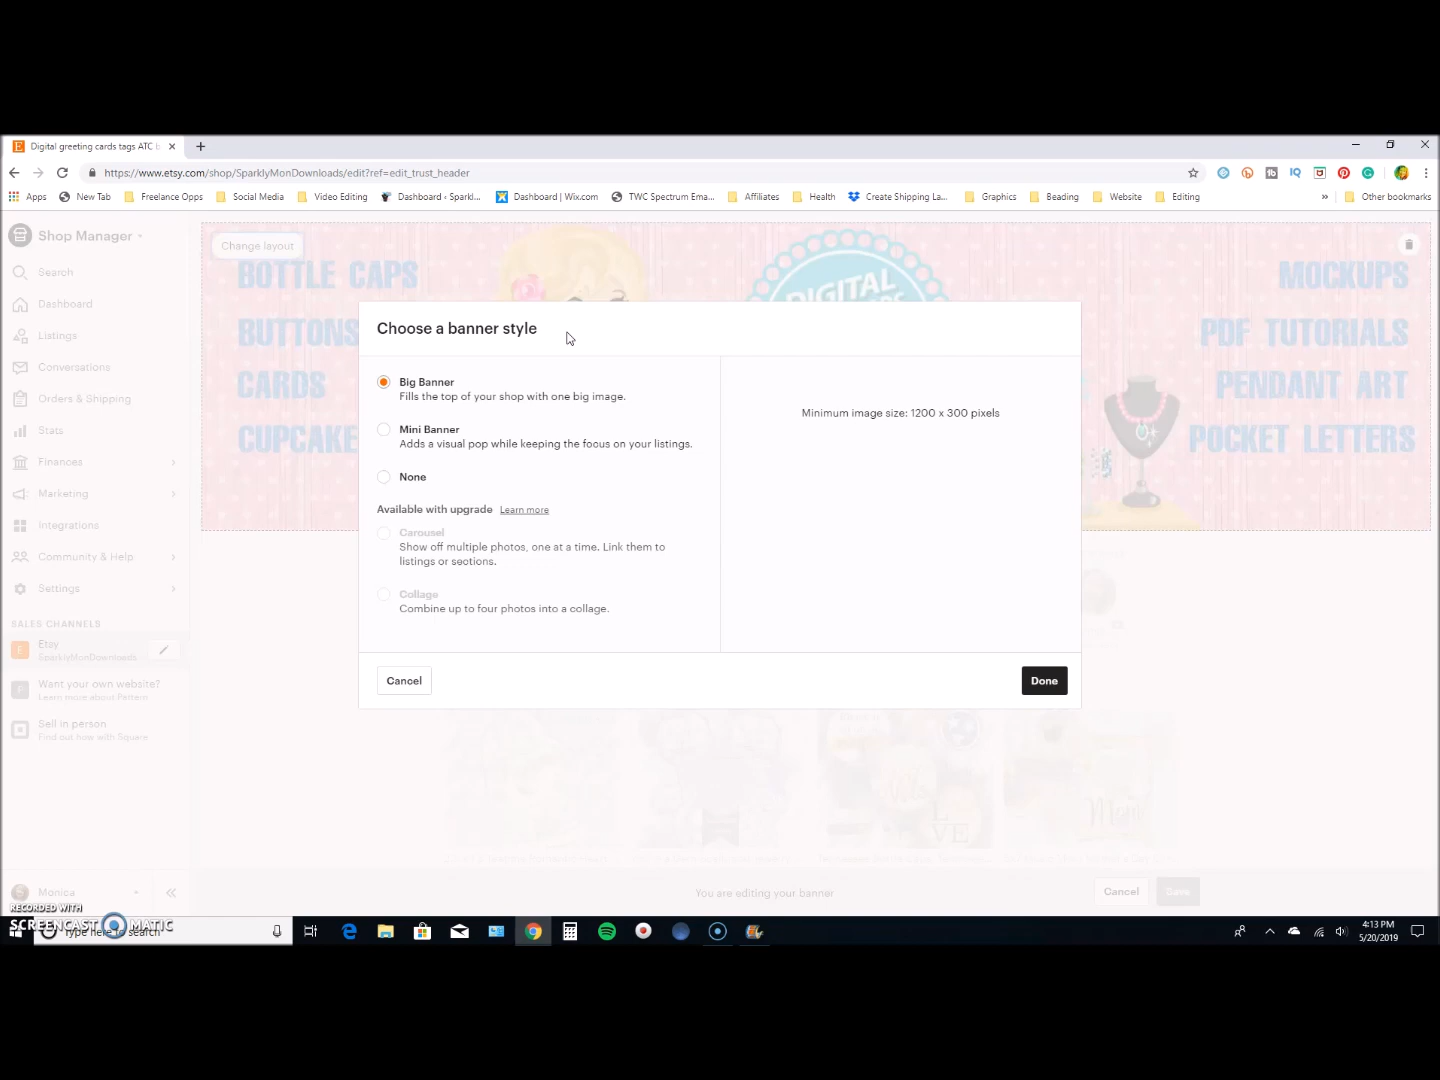 Digital greeting cards tags ATC b
https://www.etsy.com/shop/SparklyMonDownloads/edit?ref=edit_trust_header
Apps New Tab Freelance Opps Social Media Video Editing Dashboard ‹ Sparkl... Dashboard | Wix.com TWC Spectrum Ema... Affiliates Health Create Shipping La... Graphics Beading Website Editing » Other bookmarks
Shop Manager
Search
Dashboard
Listings
Conversations
Orders & Shipping
Stats
Finances
Marketing
Integrations
Community & Help
Settings
SALES CHANNELS
Etsy
SparklyMonDownloads
Want your own website?
Learn more about Pattern
Sell in person
Find out how with Square
Monica
Change layout
BOTTLE CAPS
BUTTONS
CARDS
CUPCAKE
DIGITAL
MOCKUPS
PDF TUTORIALS
PENDANT ART
POCKET LETTERS
Choose a banner style
Big Banner
Fills the top of your shop with one big image.
Mini Banner
Adds a visual pop while keeping the focus on your listings.
None
Available with upgrade Learn more
Carousel
Show off multiple photos, one at a time. Link them to
listings or sections.
Collage
Combine up to four photos into a collage.
Minimum image size: 1200 x 300 pixels
Cancel Done
LOVE
Mom
You are editing your banner
Cancel Save
RECORDED WITH
SCREENCAST MATIC
Type here to search
4:13 PM
5/20/2019